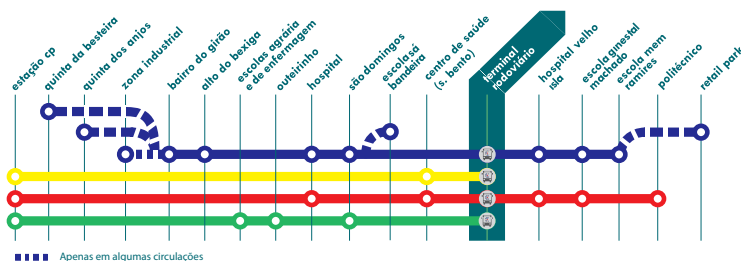 estação cp
quinta da besteira
quinta dos anjos
zona industrial
bairro do girão
alto do bexiga
escolas agrária
e de enfermagem
outeirinho
hospital
são domingos
escola sá
bandeira
centro de saúde
(s. bento)
terminal
rodoviário
hospital velho
isla
escola ginestal
machado
escola mem
ramires
politécnico
retail park
Apenas em algumas circulações